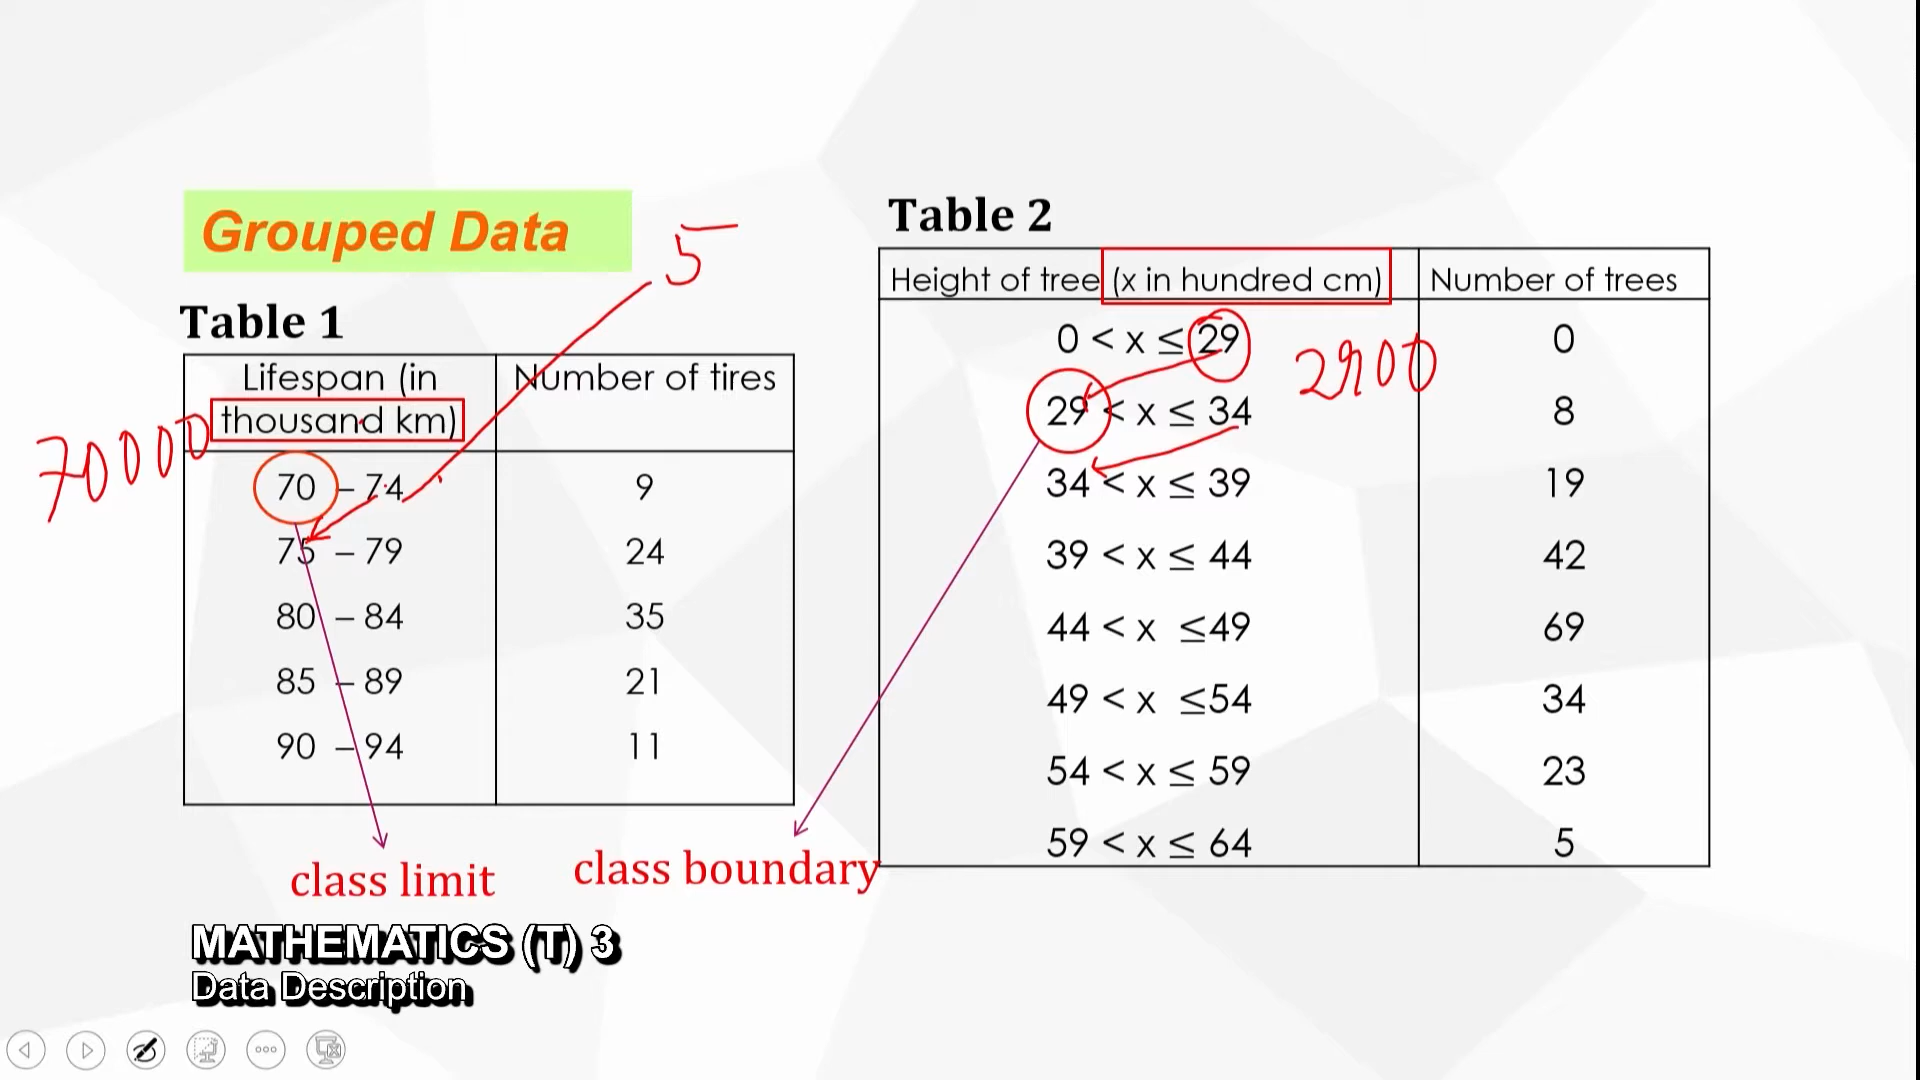 Grouped Data
5
Table 1
Lifespan (in thousand km) Number of tires
70000
70 – 74 9
75 – 79 24
80 – 84 35
85 – 89 21
90 – 94 11
class limit
class boundary
Table 2
Height of tree (x in hundred cm) Number of trees
0 < x ≤ 29 0
2900
29 < x ≤ 34 8
34 < x ≤ 39 19
39 < x ≤ 44 42
44 < x ≤49 69
49 < x ≤54 34
54 < x ≤ 59 23
59 < x ≤ 64 5
MATHEMATICS (T) 3
Data Description